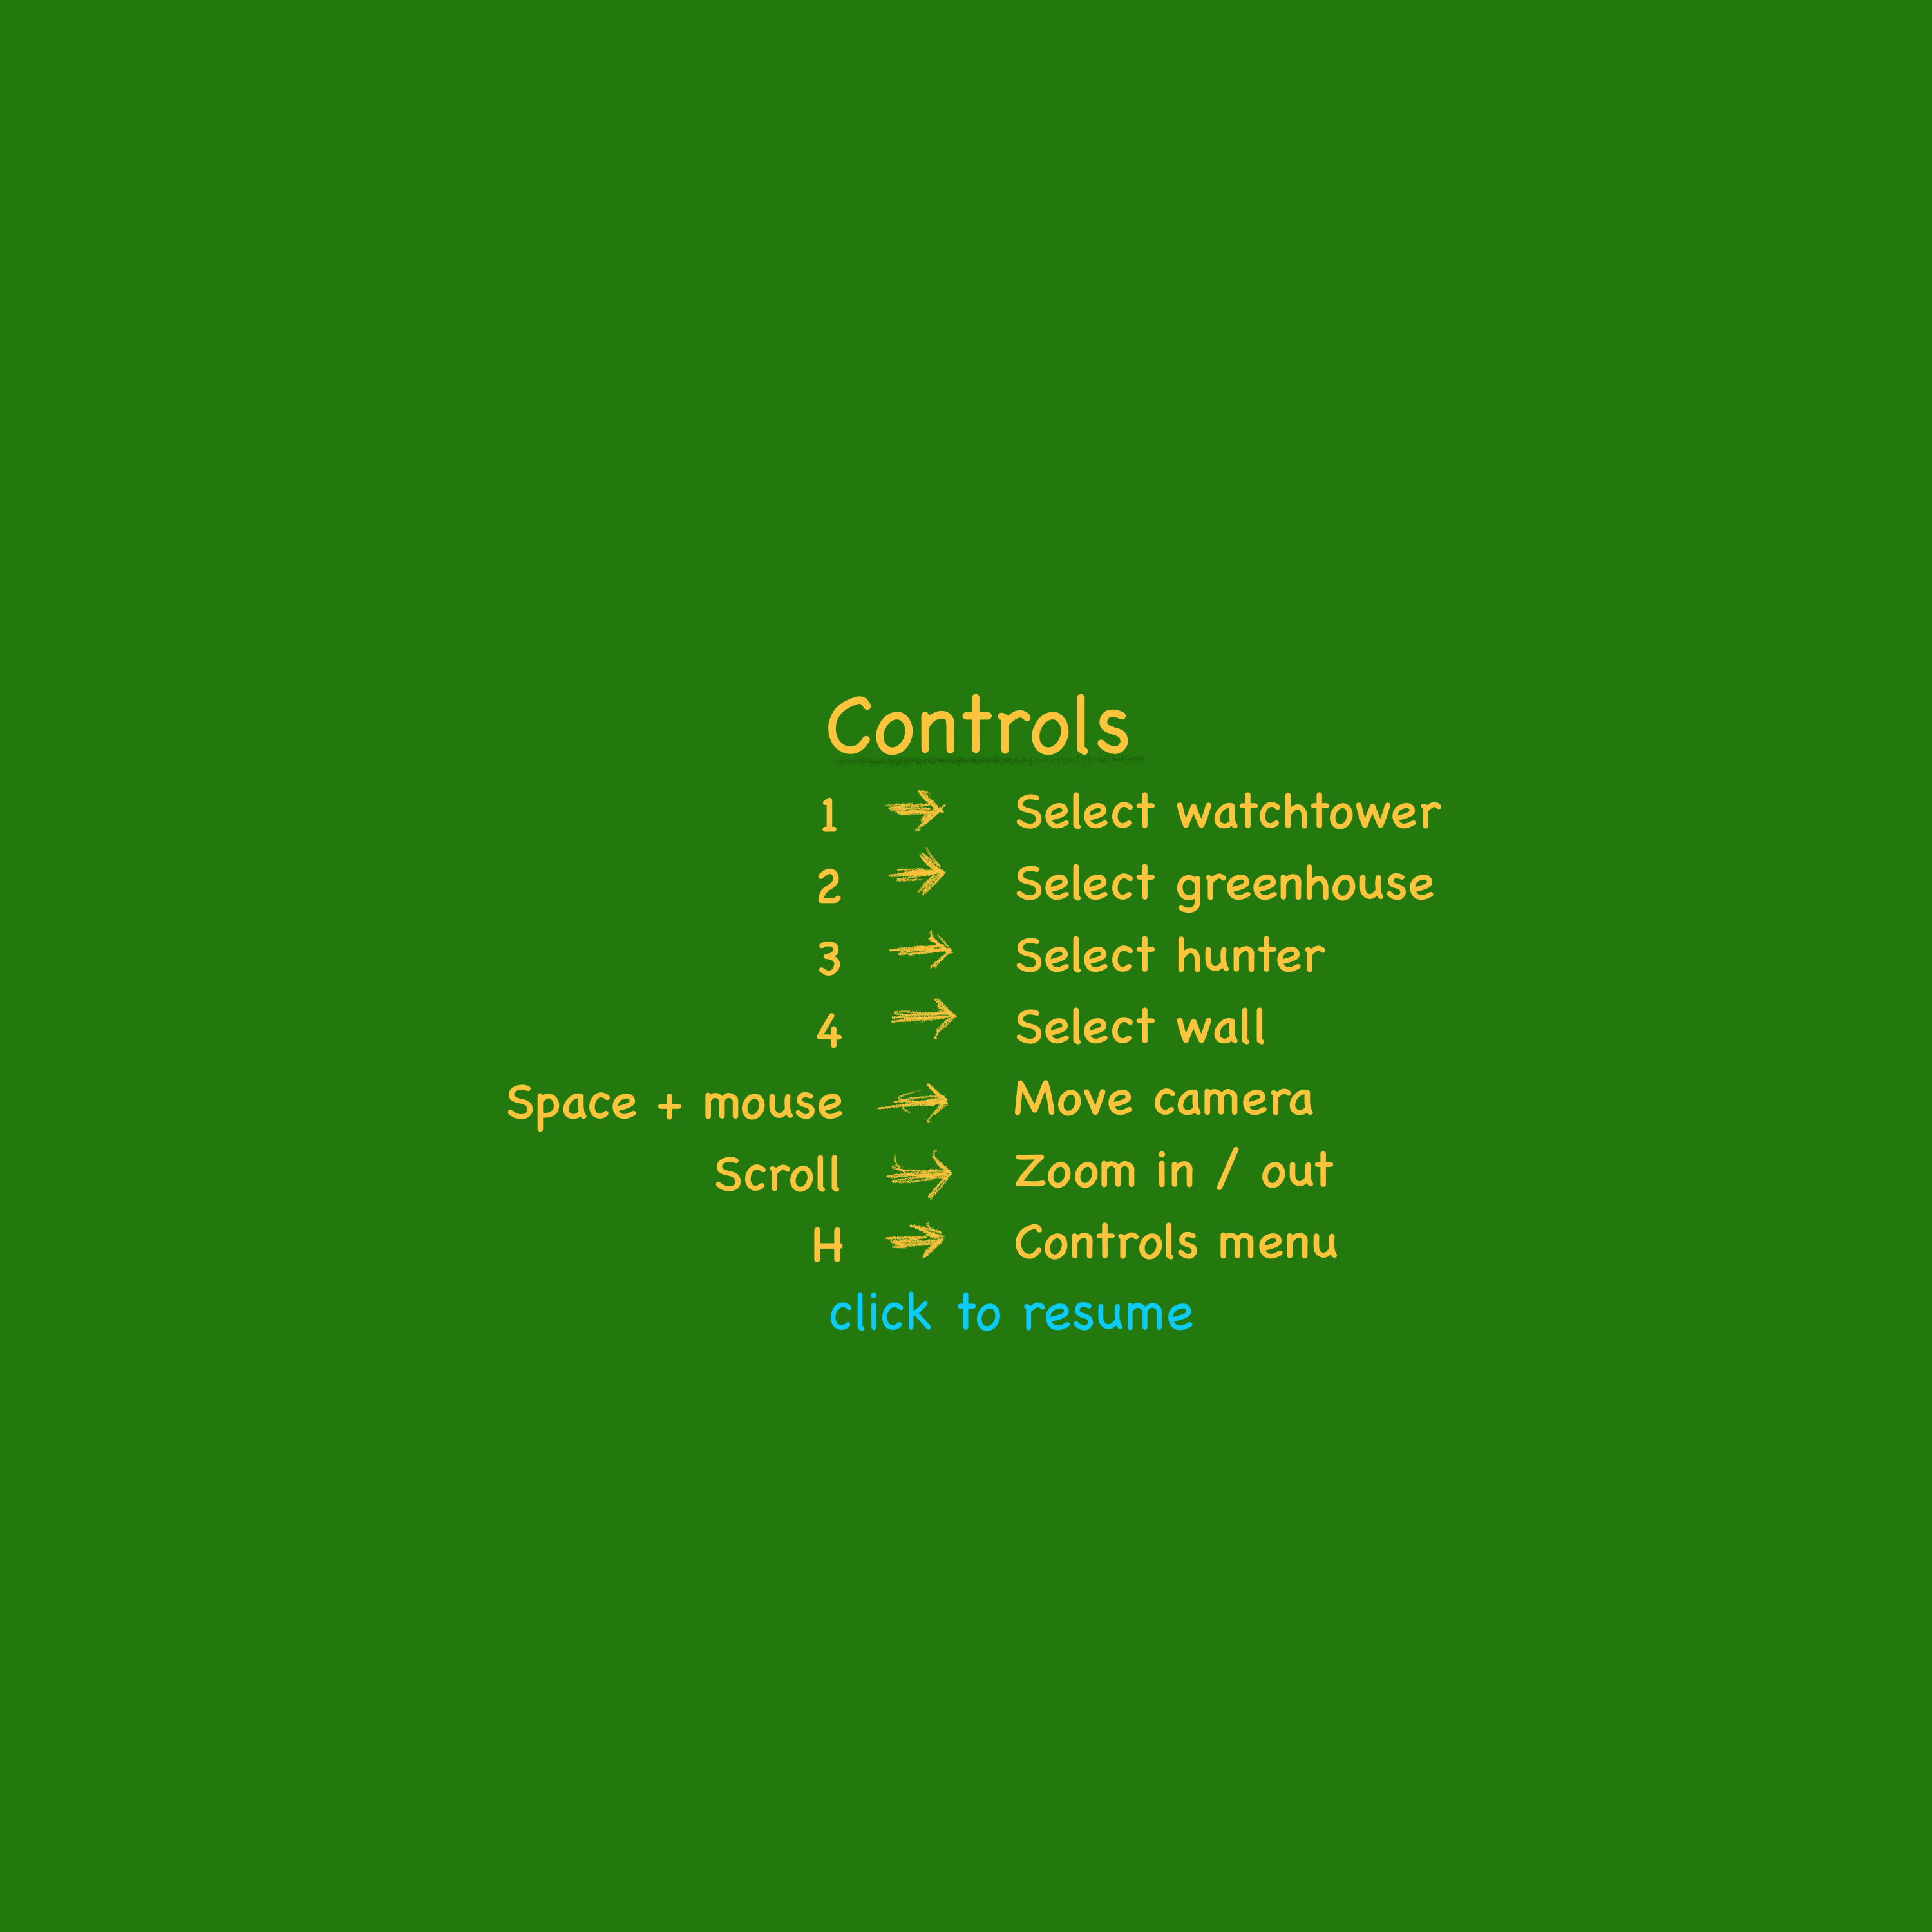 Controls
1 Select watchtower
2 Select greenhouse
3 Select hunter
4 Select wall
Space + mouse Move camera
Scroll Zoom in / out
H Controls menu
click to resume